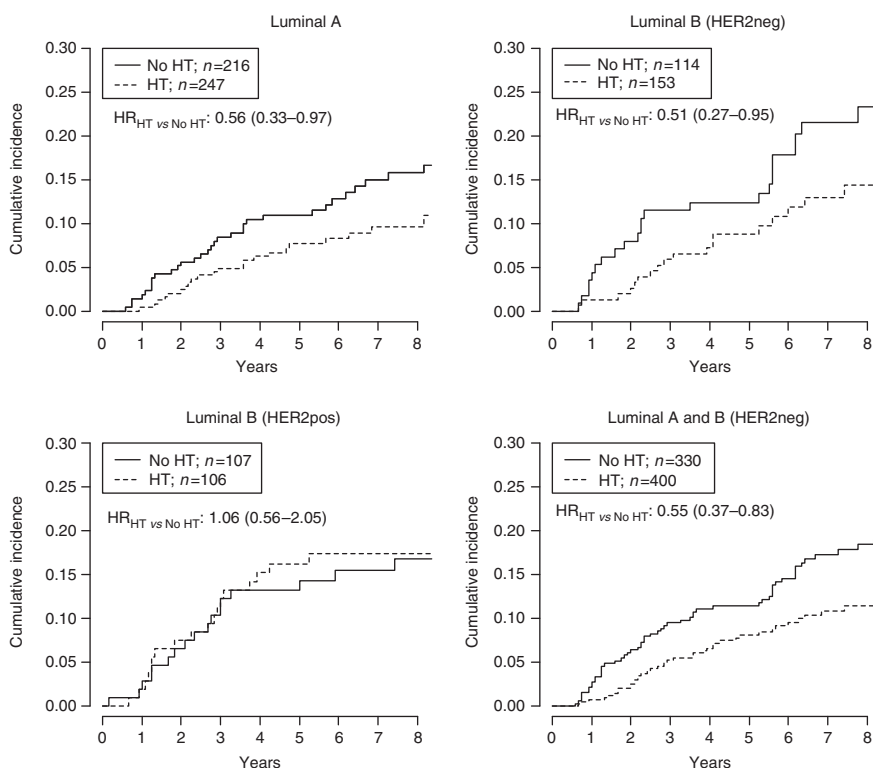 Luminal A
0.30
0.25
0.20
0.15
0.10
0.05
0.00
Cumulative incidence
No HT; n=216
HT; n=247
HR HT vs No HT: 0.56 (0.33–0.97)
0 1 2 3 4 5 6 7 8
Years
Luminal B (HER2neg)
0.30
0.25
0.20
0.15
0.10
0.05
0.00
Cumulative incidence
No HT; n=114
HT; n=153
HR HT vs No HT: 0.51 (0.27–0.95)
0 1 2 3 4 5 6 7 8
Years
Luminal B (HER2pos)
0.30
0.25
0.20
0.15
0.10
0.05
0.00
Cumulative incidence
No HT; n=107
HT; n=106
HR HT vs No HT: 1.06 (0.56–2.05)
0 1 2 3 4 5 6 7 8
Years
Luminal A and B (HER2neg)
0.30
0.25
0.20
0.15
0.10
0.05
0.00
Cumulative incidence
No HT; n=330
HT; n=400
HR HT vs No HT: 0.55 (0.37–0.83)
0 1 2 3 4 5 6 7 8
Years